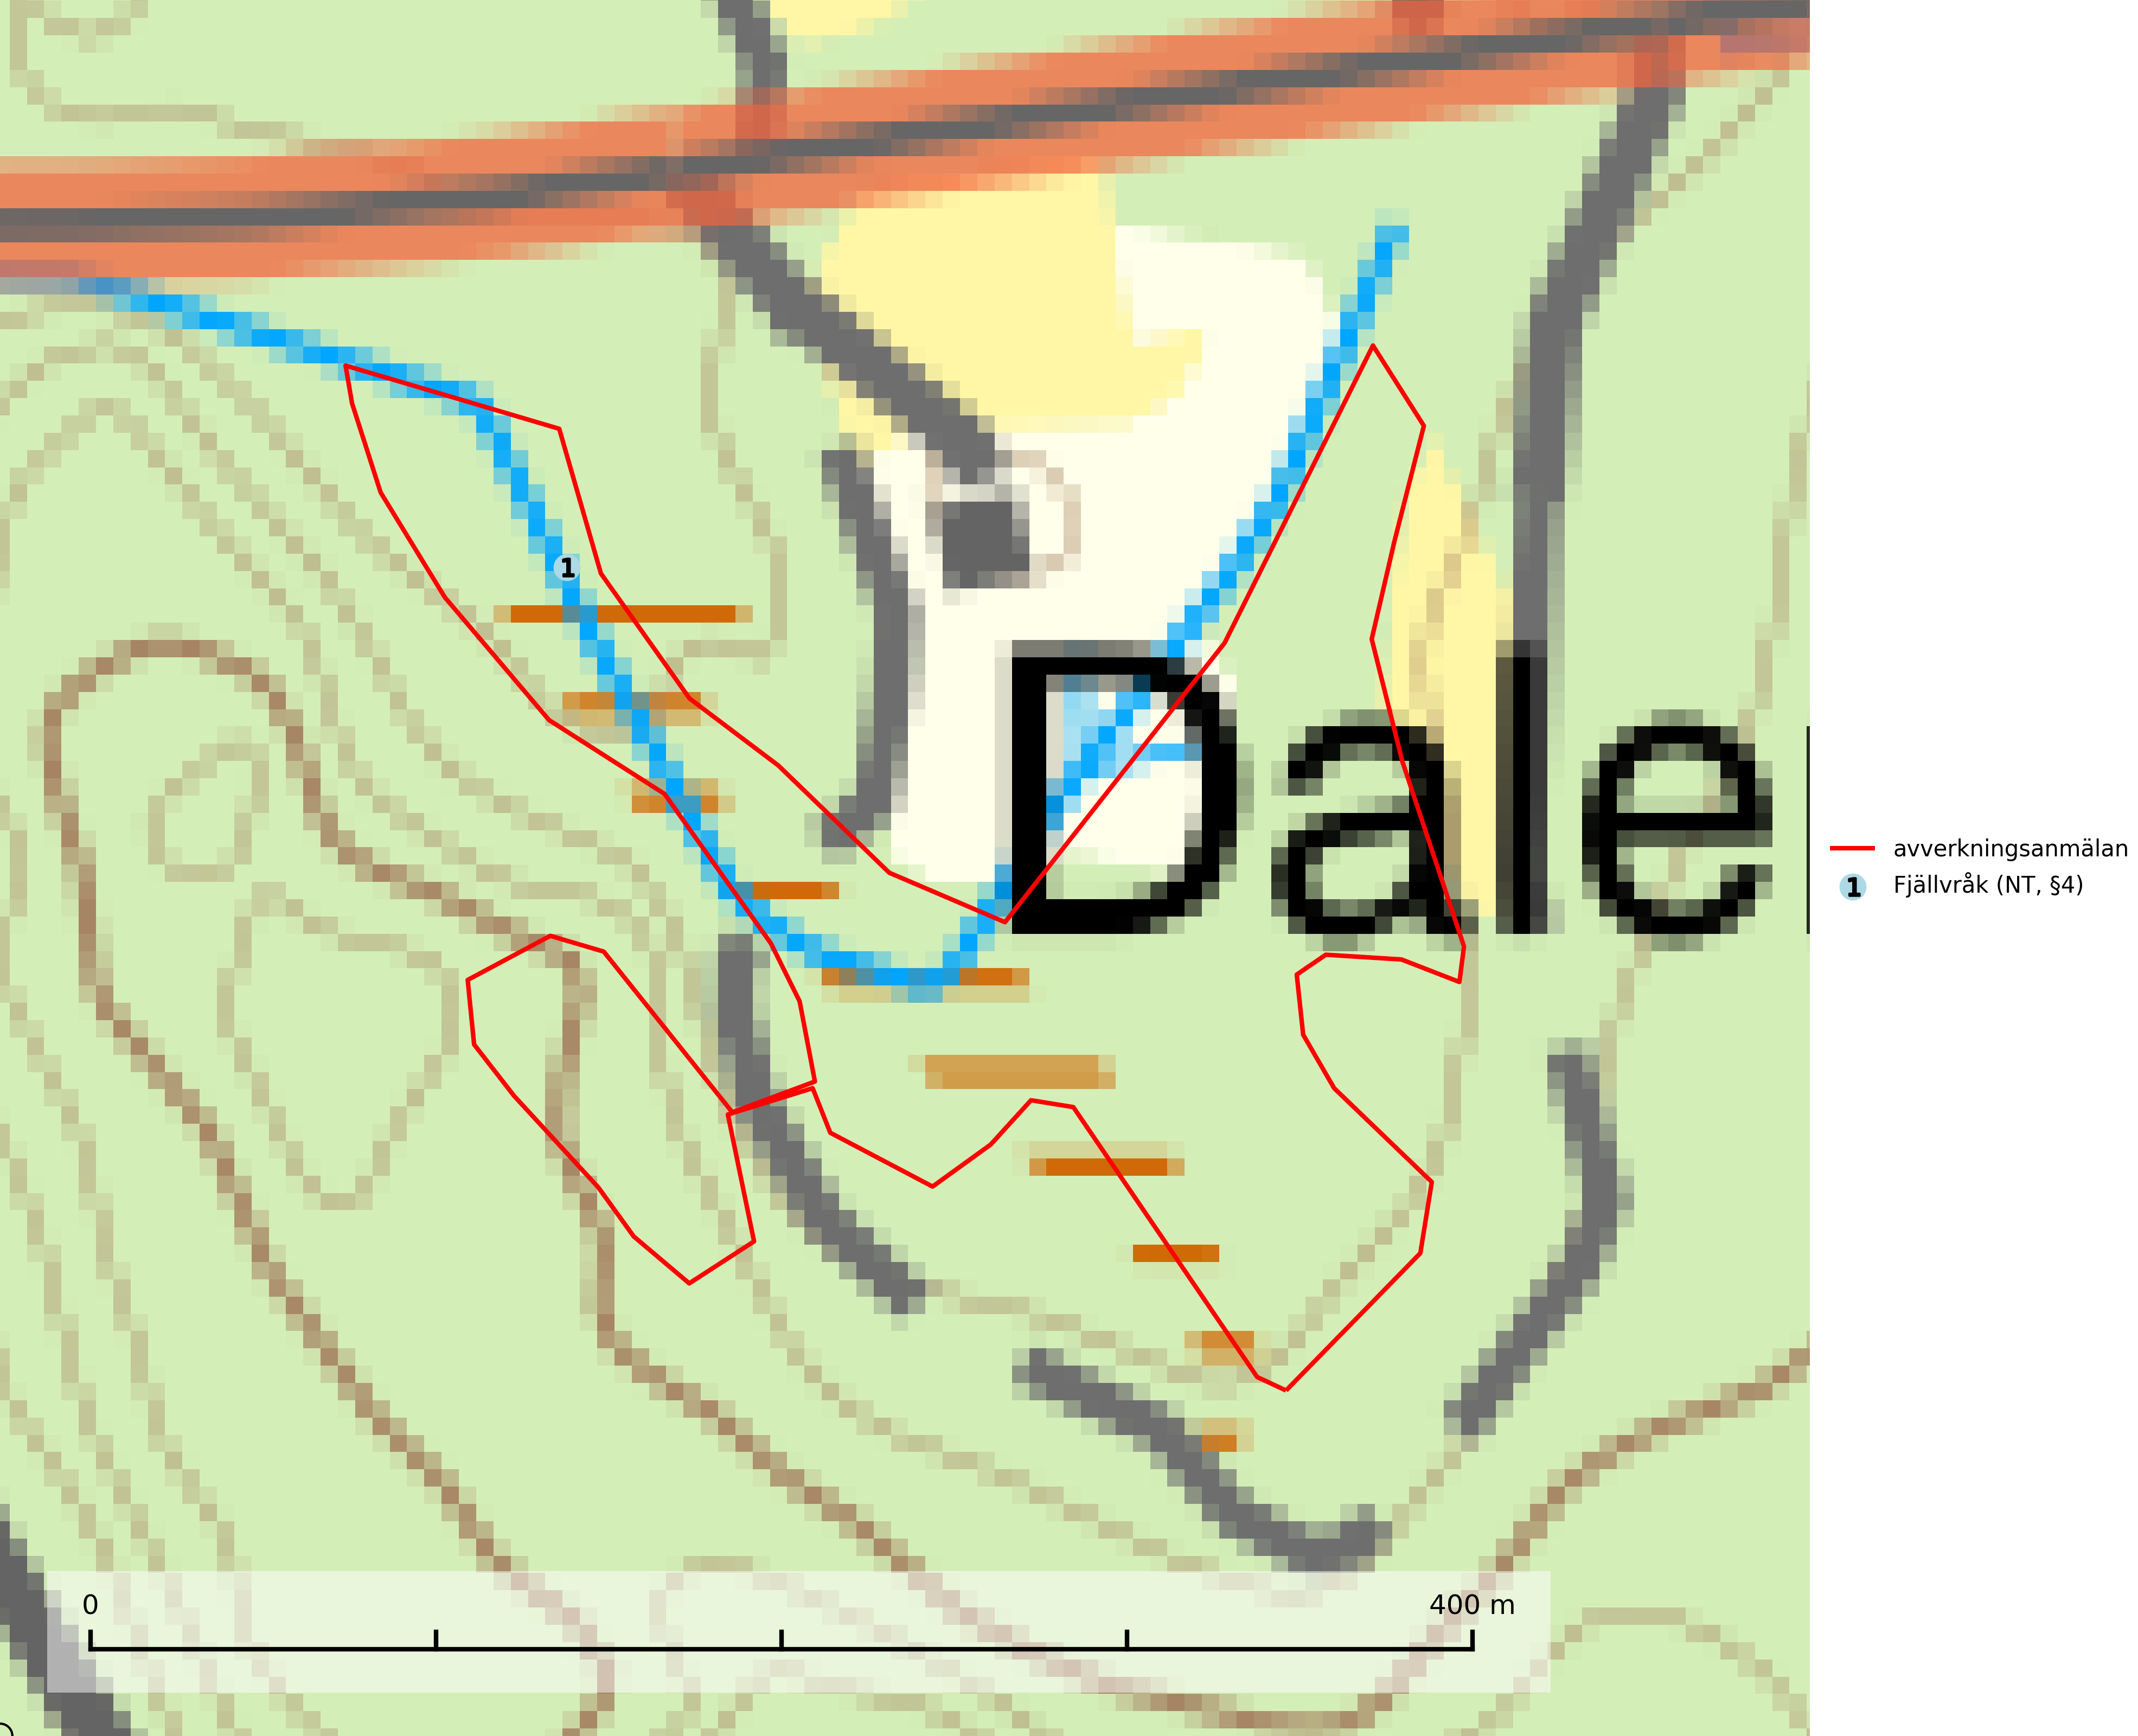 1
Dale
avverkningsanmälan
1 Fjällvråk (NT, §4)
0 400 m